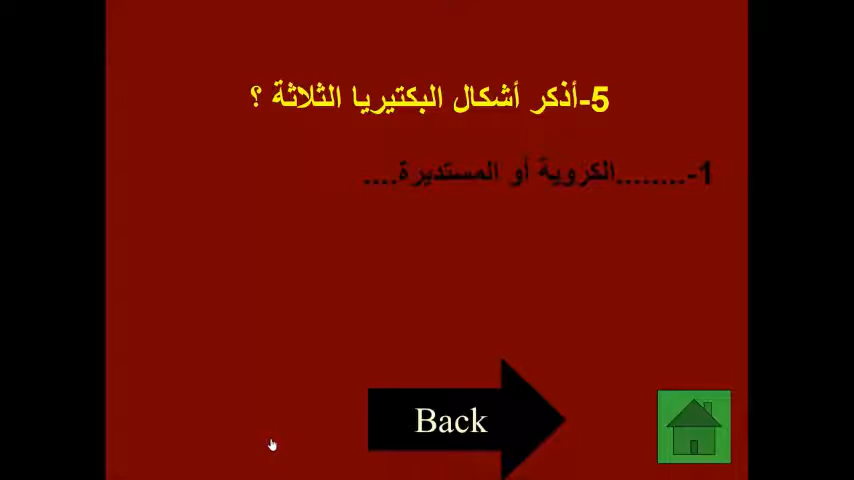 5-أذكر أشكال البكتيريا الثلاثة ؟
1-........الكروية أو المستديرة....
Back